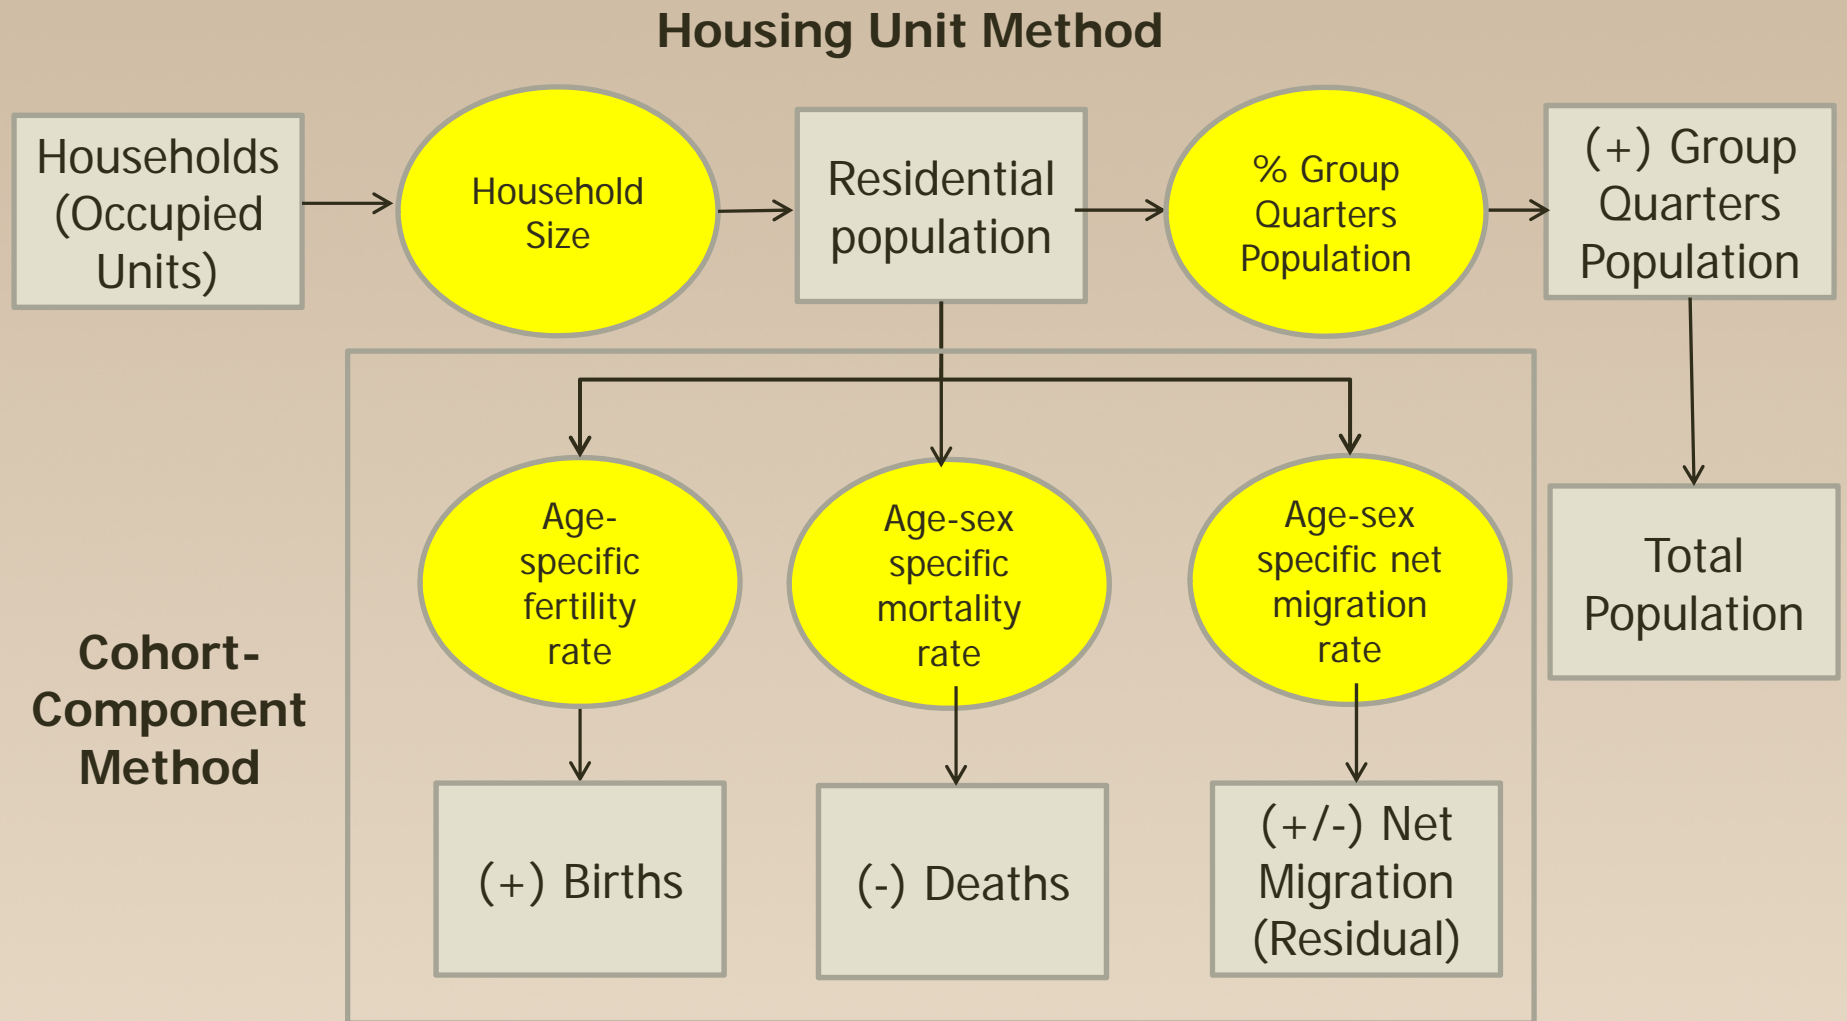 Housing Unit Method
Households
(Occupied
Units)
Household
Size
Residential
population
% Group
Quarters
Population
(+) Group
Quarters
Population
Total
Population
Cohort-
Component
Method
Age-
specific
fertility
rate
Age-sex
specific
mortality
rate
Age-sex
specific net
migration
rate
(+) Births
(-) Deaths
(+/-) Net
Migration
(Residual)